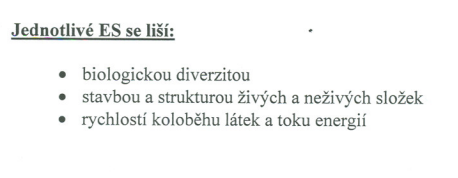 Jednotlivé ES se liší:
• biologickou diverzitou
• stavbou a strukturou živých a neživých složek
• rychlostí koloběhu látek a toku energií